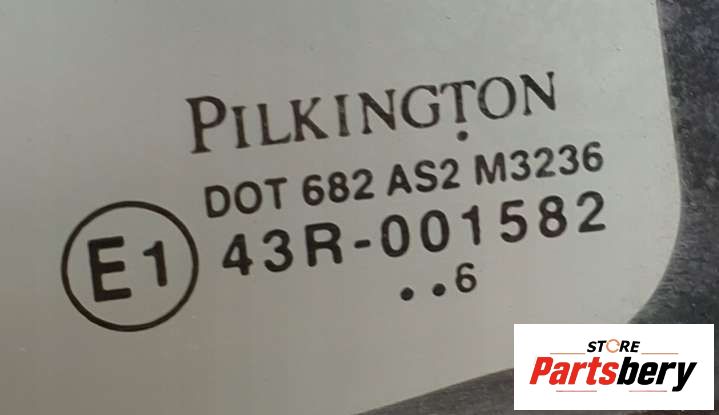 PILKINGTON
DOT 682 AS2 M3236
E1 43R-001582
..6
STORE
Partsbery